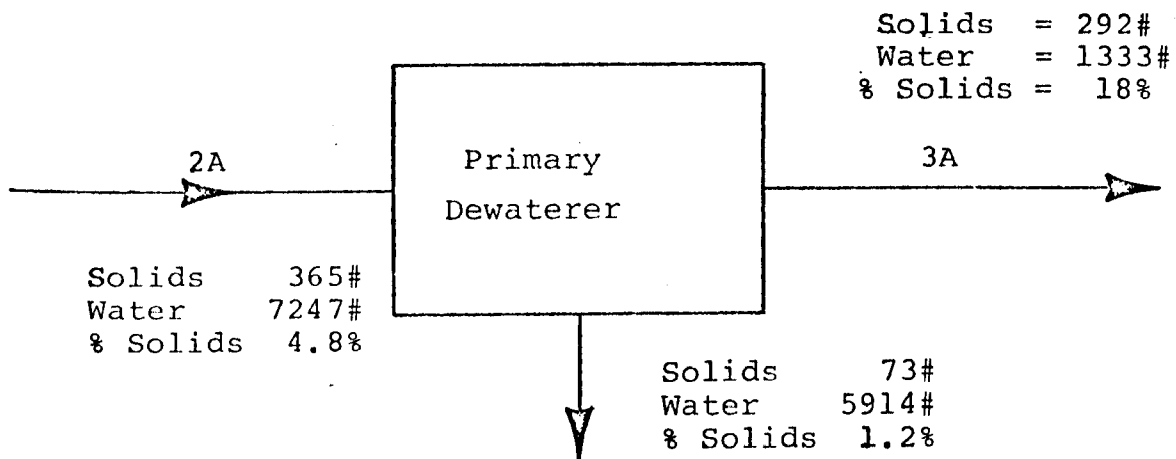 Solids = 292#
Water = 1333#
% Solids = 18%
2A
Primary
Dewaterer
3A
Solids 365#
Water 7247#
% Solids 4.8%
Solids 73#
Water 5914#
% Solids 1.2%